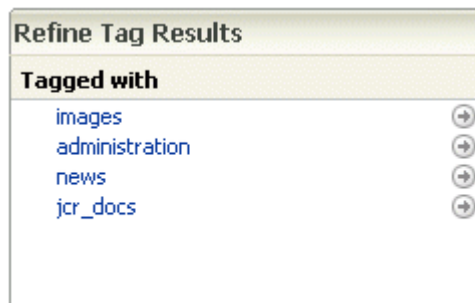 Refine Tag Results
Tagged with
images
administration
news
jcr_docs